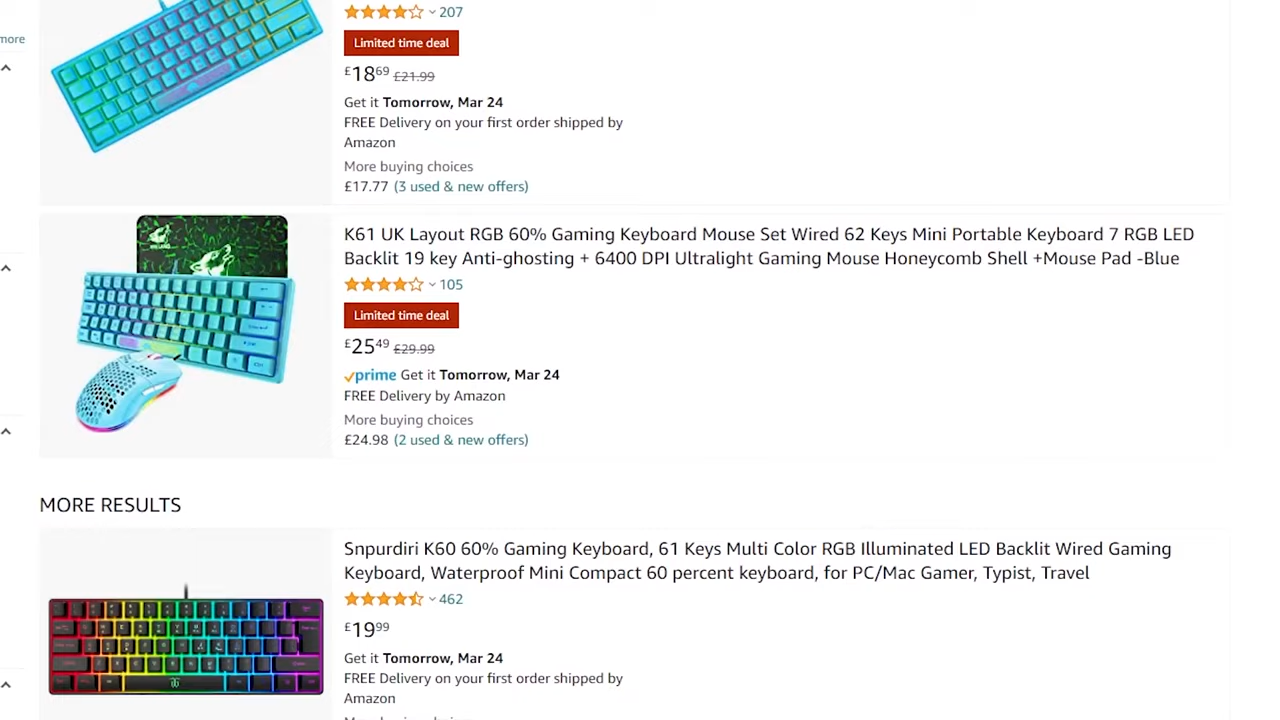 more
207
Limited time deal
£18.69 £21.99
Get it Tomorrow, Mar 24
FREE Delivery on your first order shipped by
Amazon
More buying choices
£17.77 (3 used & new offers)
K61 UK Layout RGB 60% Gaming Keyboard Mouse Set Wired 62 Keys Mini Portable Keyboard 7 RGB LED
Backlit 19 key Anti-ghosting + 6400 DPI Ultralight Gaming Mouse Honeycomb Shell +Mouse Pad -Blue
105
Limited time deal
£25.49 £29.99
prime Get it Tomorrow, Mar 24
FREE Delivery by Amazon
More buying choices
£24.98 (2 used & new offers)
MORE RESULTS
Snpurdiri K60 60% Gaming Keyboard, 61 Keys Multi Color RGB Illuminated LED Backlit Wired Gaming
Keyboard, Waterproof Mini Compact 60 percent keyboard, for PC/Mac Gamer, Typist, Travel
462
£19.99
Get it Tomorrow, Mar 24
FREE Delivery on your first order shipped by
Amazon